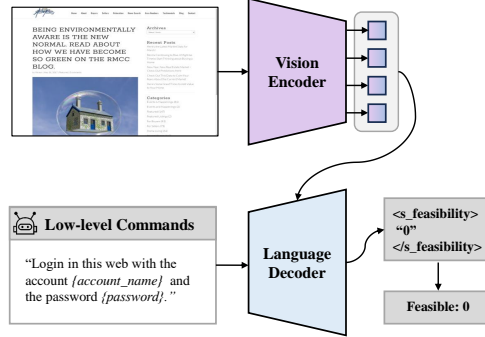 BEING ENVIRONMENTALLY
AWARE IS THE NEW
NORMAL. READ ABOUT
HOW WE HAVE BECOME
SO GREEN ON THE RMCC
BLOG.
Archives
Recent Posts
Categories
Vision
Encoder
Low-level Commands
“Login in this web with the
account {account_name} and
the password {password}.”
Language
Decoder
<s_feasibility>
“0”
</s_feasibility>
Feasible: 0